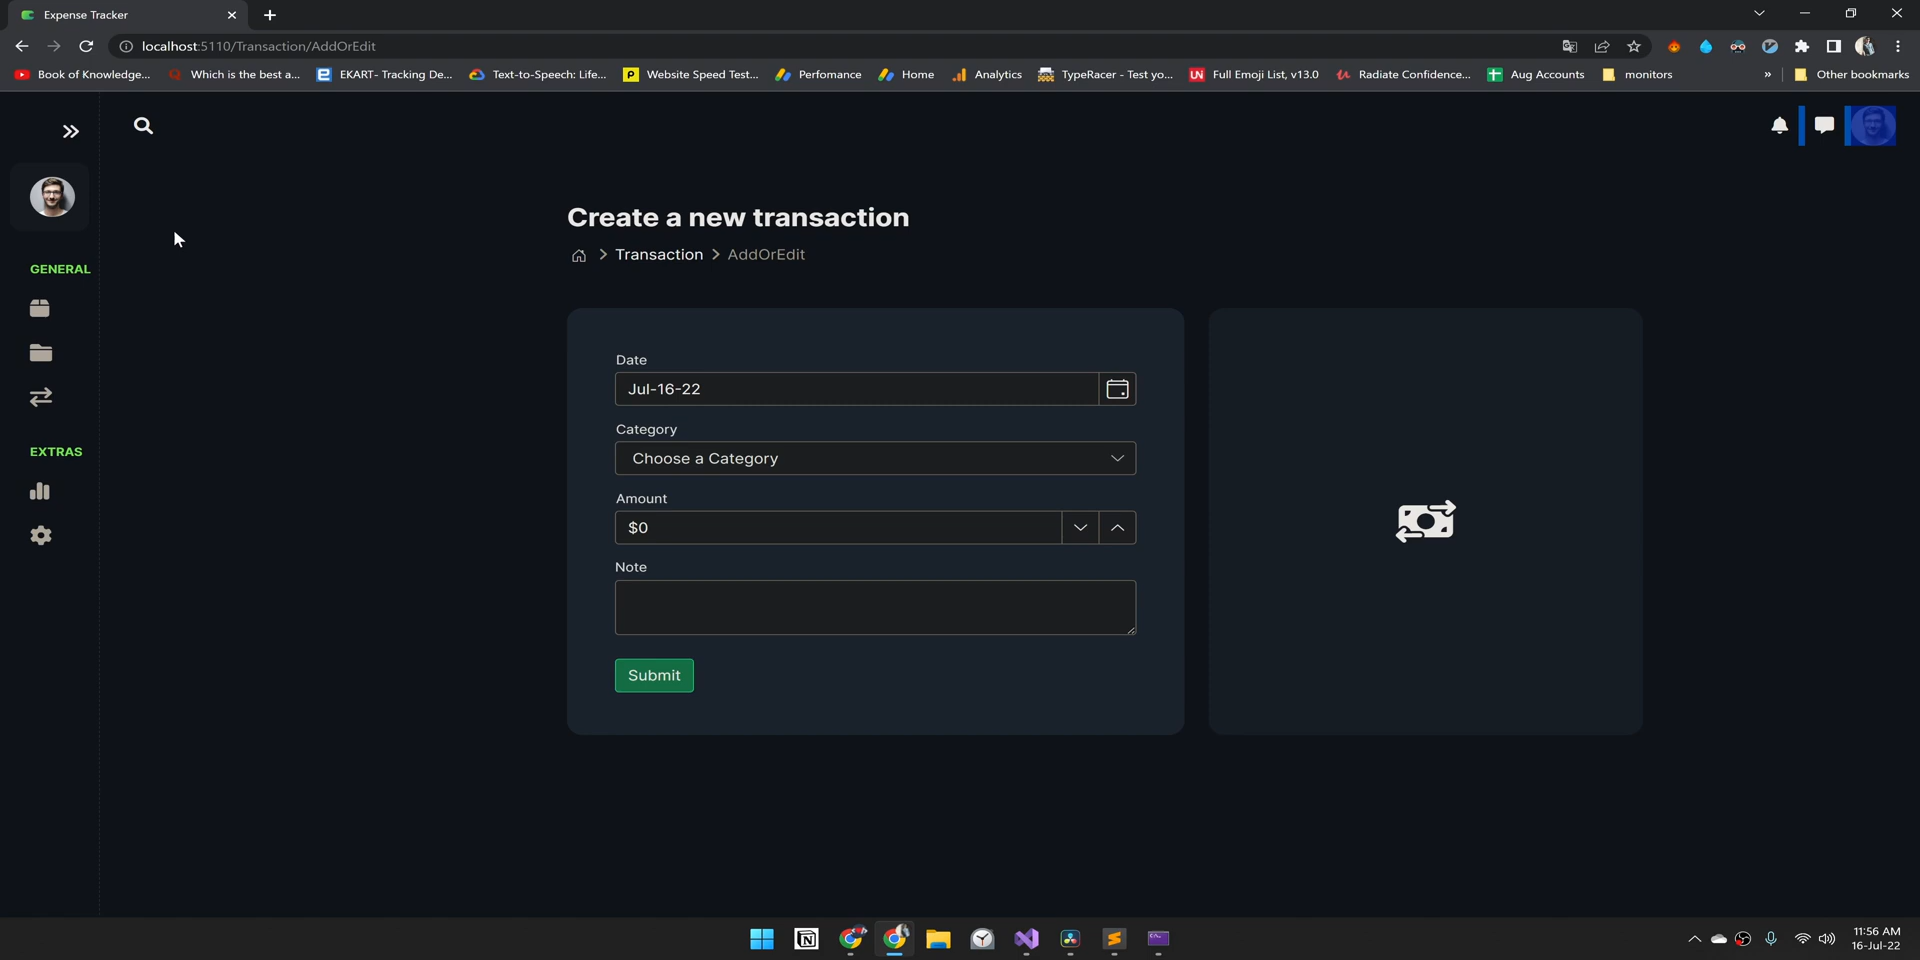 Expense Tracker
localhost:5110/Transaction/AddOrEdit
Book of Knowledge...
Which is the best a...
EKART- Tracking De...
Text-to-Speech: Life...
Website Speed Test...
Perfomance
Home
Analytics
TypeRacer - Test yo...
Full Emoji List, v13.0
Radiate Confidence...
Aug Accounts
monitors
»
Other bookmarks
Create a new transaction
Transaction > AddOrEdit
GENERAL
EXTRAS
Date
Jul-16-22
Category
Choose a Category
Amount
$0
Note
Submit
11:56 AM
16-Jul-22